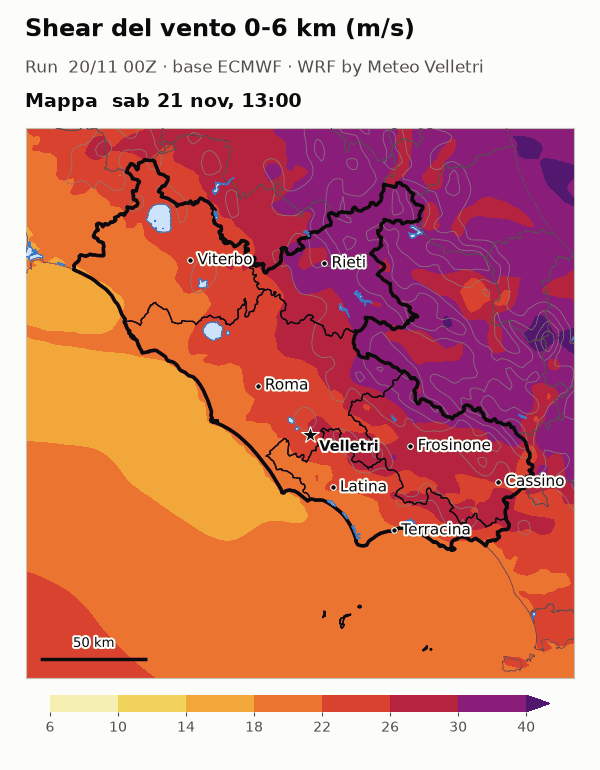 Shear del vento 0-6 km (m/s)
Run  20/11 00Z · base ECMWF · WRF by Meteo Velletri
Mappa  sab 21 nov, 13:00
Viterbo
Rieti
Roma
Velletri
Frosinone
Latina
Cassino
Terracina
50 km
6 10 14 18 22 26 30 40